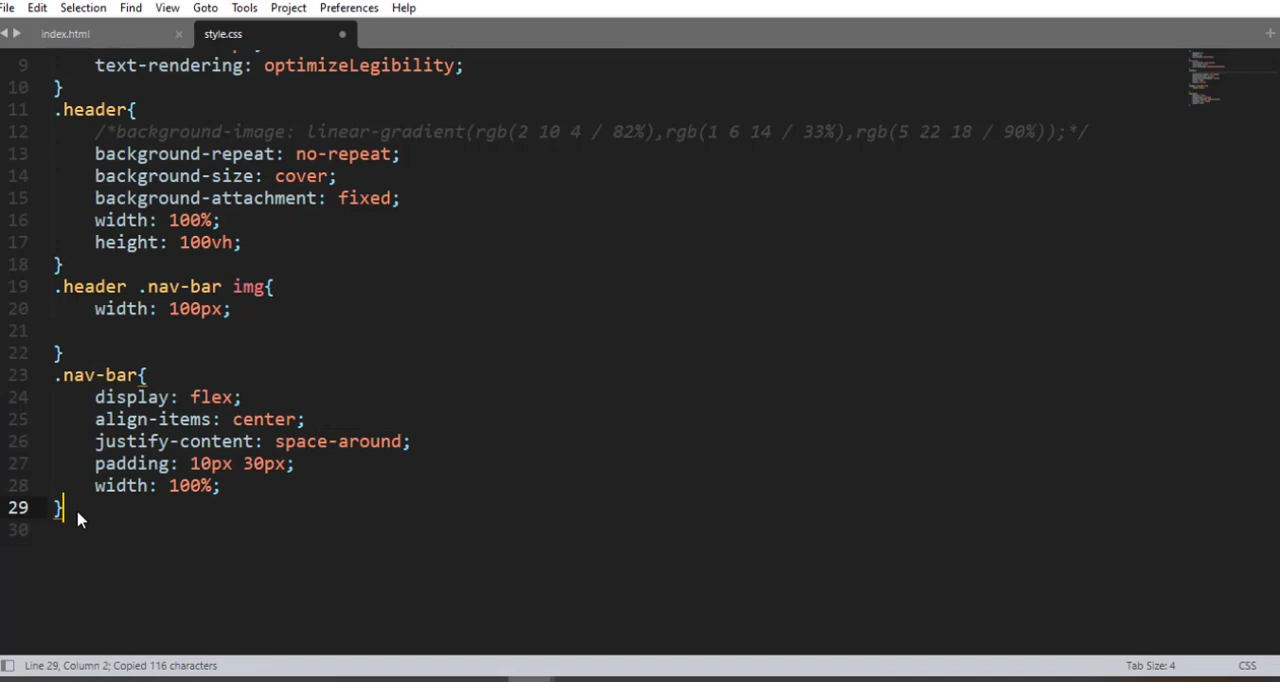 File Edit Selection Find View Goto Tools Project Preferences Help
index.html × style.css
9 text-rendering: optimizeLegibility;
10 }
11 .header{
12 /*background-image: linear-gradient(rgb(2 10 4 / 82%),rgb(1 6 14 / 33%),rgb(5 22 18 / 90%));*/
13 background-repeat: no-repeat;
14 background-size: cover;
15 background-attachment: fixed;
16 width: 100%;
17 height: 100vh;
18 }
19 .header .nav-bar img{
20 width: 100px;
21
22 }
23 .nav-bar{
24 display: flex;
25 align-items: center;
26 justify-content: space-around;
27 padding: 10px 30px;
28 width: 100%;
29 }
30
Line 29, Column 2; Copied 116 characters Tab Size: 4 CSS